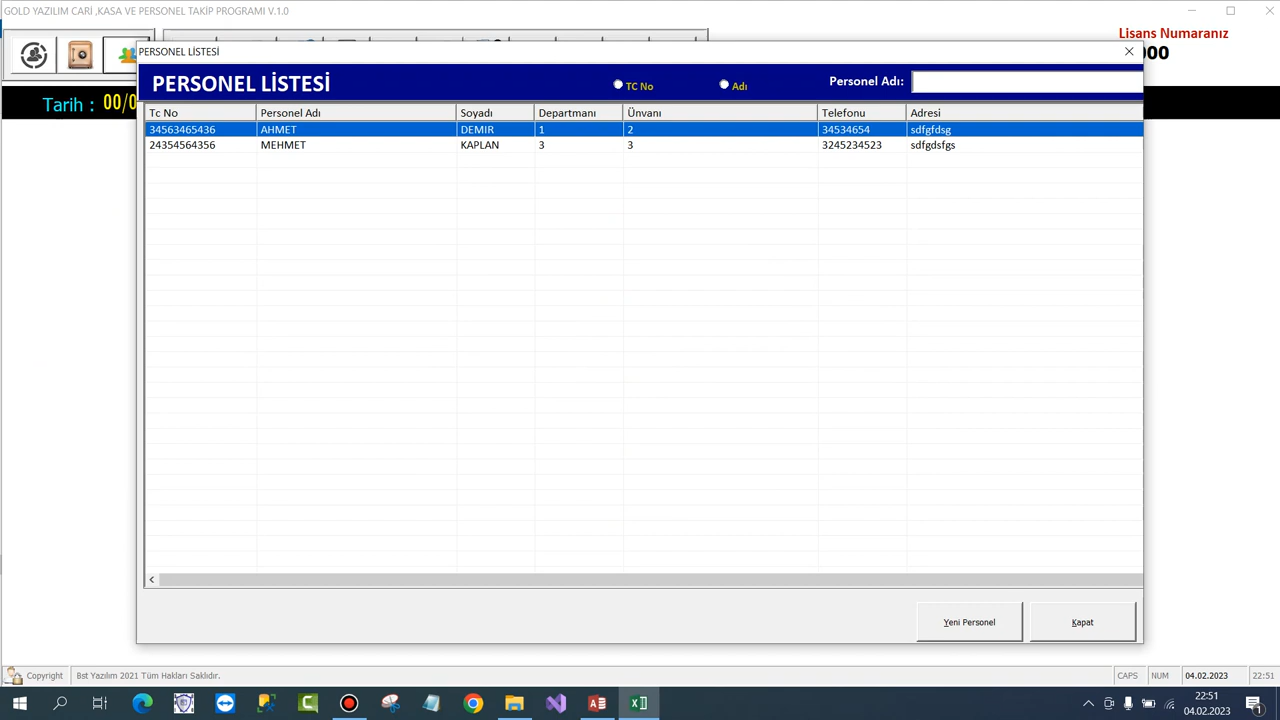 GOLD YAZILIM CARİ ,KASA VE PERSONEL TAKİP PROGRAMI V.1.0
Lisans Numaranız
000
PERSONEL LİSTESİ
PERSONEL LİSTESİ TC No Adı Personel Adı:
Tarih : 00/0
Tc No Personel Adı Soyadı Departmanı Ünvanı Telefonu Adresi
34563465436 AHMET DEMIR 1 2 34534654 sdfgfdsg
24354564356 MEHMET KAPLAN 3 3 3245234523 sdfgdsfgs
Yeni Personel Kapat
Copyright Bst Yazılım 2021 Tüm Hakları Saklıdır. CAPS NUM 04.02.2023 22:51
22:51
04.02.2023
1